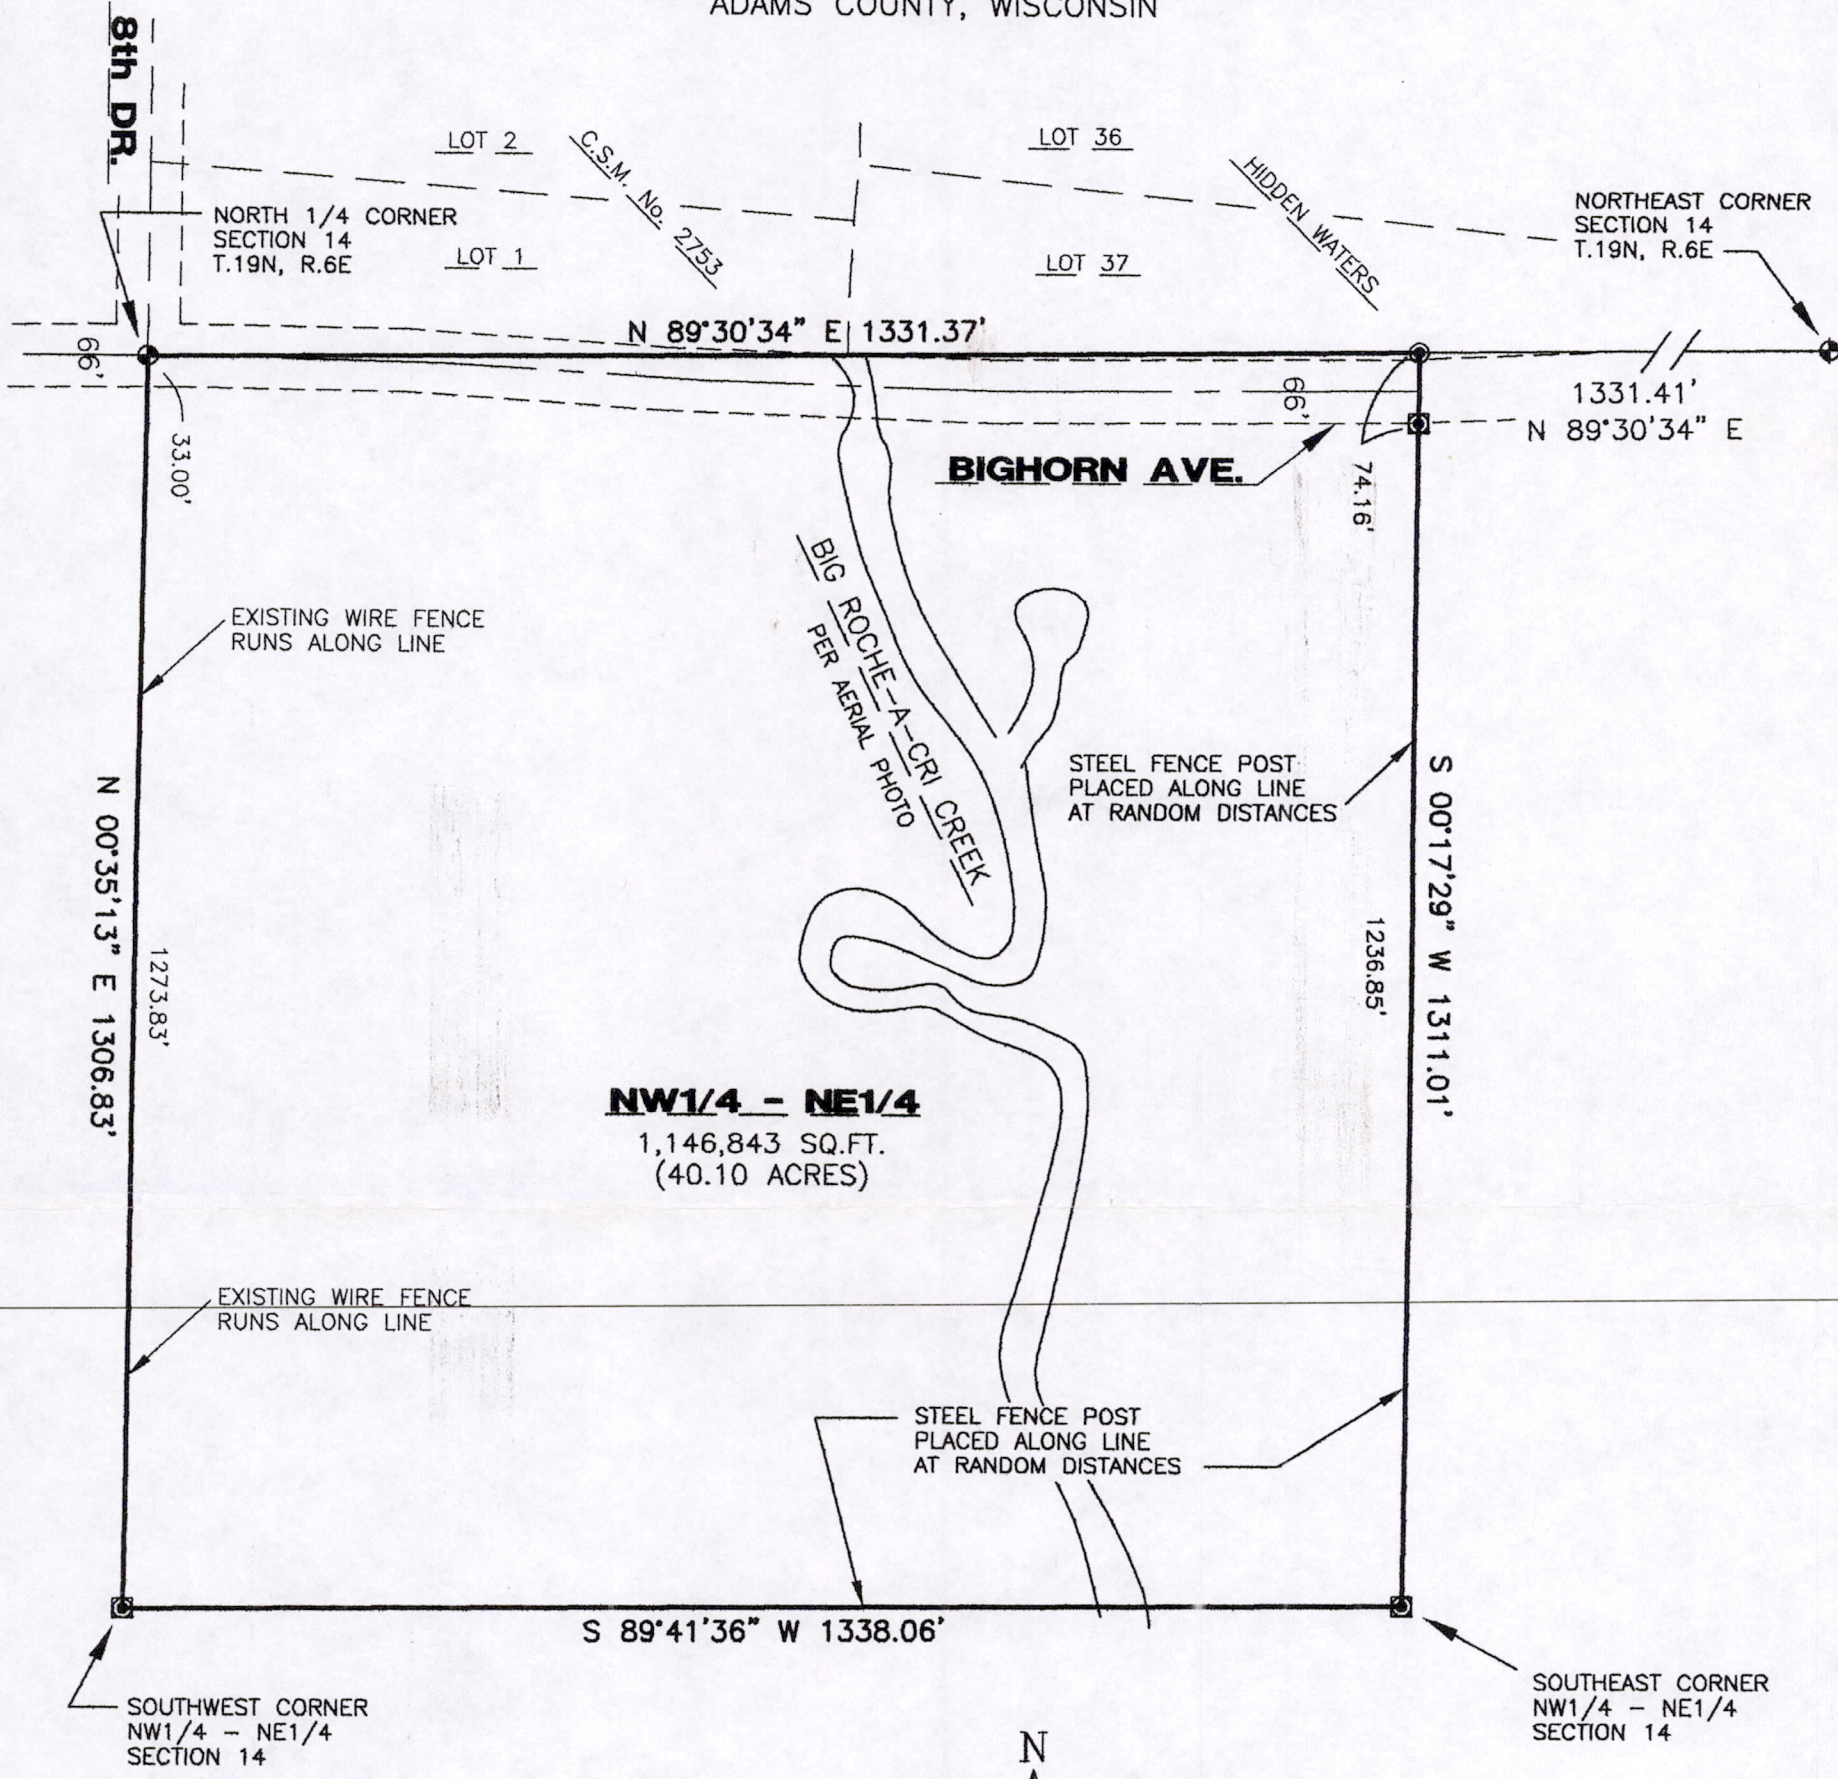 ADAMS COUNTY, WISCONSIN
8th DR.
LOT 2
C.S.M. No. 2753
LOT 36
HIDDEN WATERS
NORTH 1/4 CORNER
SECTION 14
T.19N, R.6E
LOT 1
LOT 37
NORTHEAST CORNER
SECTION 14
T.19N, R.6E
N 89°30'34" E 1331.37'
66'
33.00'
66'
1331.41'
N 89°30'34" E
BIGHORN AVE.
74.16'
BIG ROCHE-A-CRI CREEK
PER AERIAL PHOTO
EXISTING WIRE FENCE
RUNS ALONG LINE
STEEL FENCE POST
PLACED ALONG LINE
AT RANDOM DISTANCES
N 00°35'13" E 1306.83'
1273.83'
1236.85'
S 00°17'29" W 1311.01'
NW1/4 - NE1/4
1,146,843 SQ.FT.
(40.10 ACRES)
EXISTING WIRE FENCE
RUNS ALONG LINE
STEEL FENCE POST
PLACED ALONG LINE
AT RANDOM DISTANCES
S 89°41'36" W 1338.06'
SOUTHWEST CORNER
NW1/4 - NE1/4
SECTION 14
SOUTHEAST CORNER
NW1/4 - NE1/4
SECTION 14
N